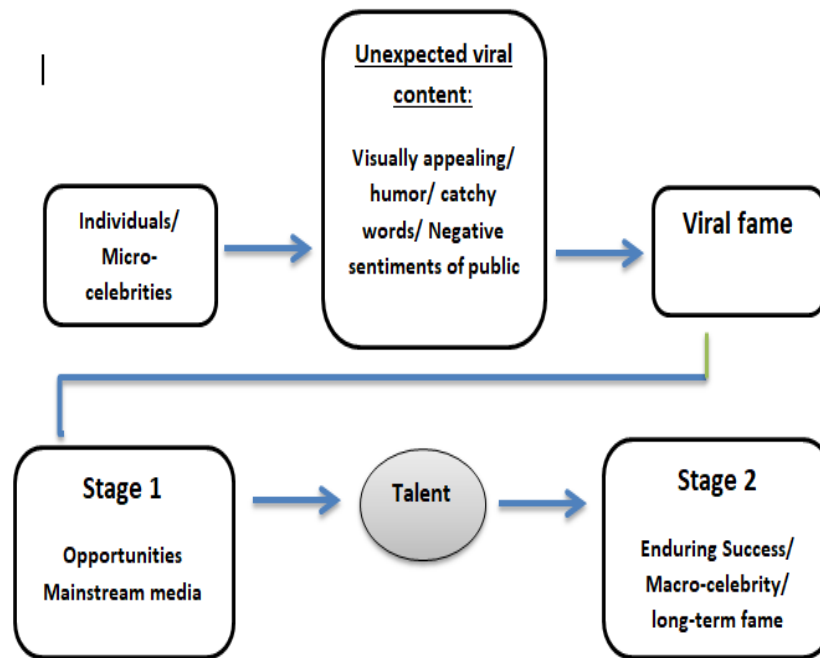 Individuals/
Micro-
celebrities
Unexpected viral
content:
Visually appealing/
humor/ catchy
words/ Negative
sentiments of public
Viral fame
Stage 1
Opportunities
Mainstream media
Talent
Stage 2
Enduring Success/
Macro-celebrity/
long-term fame